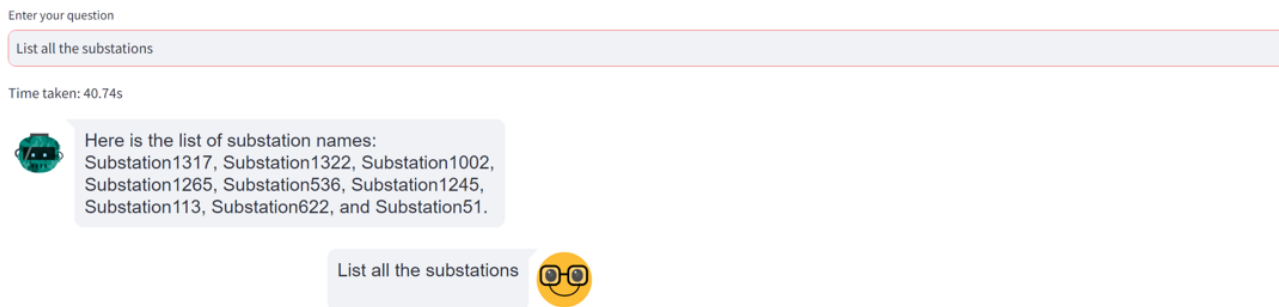 Enter your question
List all the substations
Time taken: 40.74s
Here is the list of substation names:
Substation1317, Substation1322, Substation1002,
Substation1265, Substation536, Substation1245,
Substation113, Substation622, and Substation51.
List all the substations